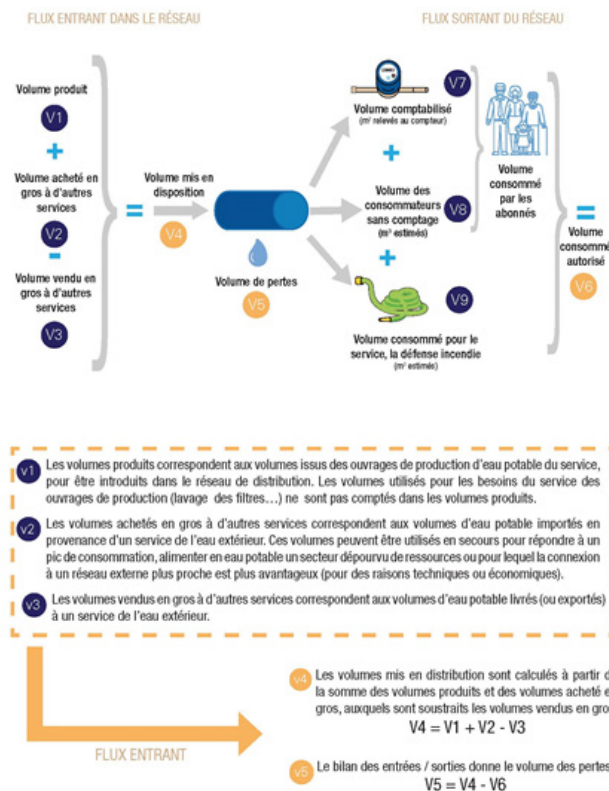 FLUX ENTRANT DANS LE RÉSEAU
FLUX SORTANT DU RÉSEAU
Volume produit
V1
+
Volume acheté en
gros à d'autres
services
V2
-
Volume vendu en
gros à d'autres
services
V3
=
Volume mis en
disposition
V4
Volume de pertes
V5
V7
Volume comptabilisé
(m³ relevés au compteur)
+
Volume des
consommateurs
sans comptage
(m³ estimés)
V8
+
V9
Volume consommé pour le
service, la défense incendie
(m³ estimés)
Volume
consommé
par les
abonnés
=
Volume
consommé
autorisé
V6
v1 Les volumes produits correspondent aux volumes issus des ouvrages de production d'eau potable du service,
pour être introduits dans le réseau de distribution. Les volumes utilisés pour les besoins du service des
ouvrages de production (lavage des filtres...) ne sont pas comptés dans les volumes produits.
v2 Les volumes achetés en gros à d'autres services correspondent aux volumes d'eau potable importés en
provenance d'un service de l'eau extérieur. Ces volumes peuvent être utilisés en secours pour répondre à un
pic de consommation, alimenter en eau potable un secteur dépourvu de ressources ou pour lequel la connexion
à un réseau externe plus proche est plus avantageux (pour des raisons techniques ou économiques).
v3 Les volumes vendus en gros à d'autres services correspondent aux volumes d'eau potable livrés (ou exportés)
à un service de l'eau extérieur.
FLUX ENTRANT
v4 Les volumes mis en distribution sont calculés à partir d
la somme des volumes produits et des volumes acheté e
gros, auxquels sont soustraits les volumes vendus en gro
V4 = V1 + V2 - V3
v5 Le bilan des entrées / sorties donne le volume des pertes
V5 = V4 - V6